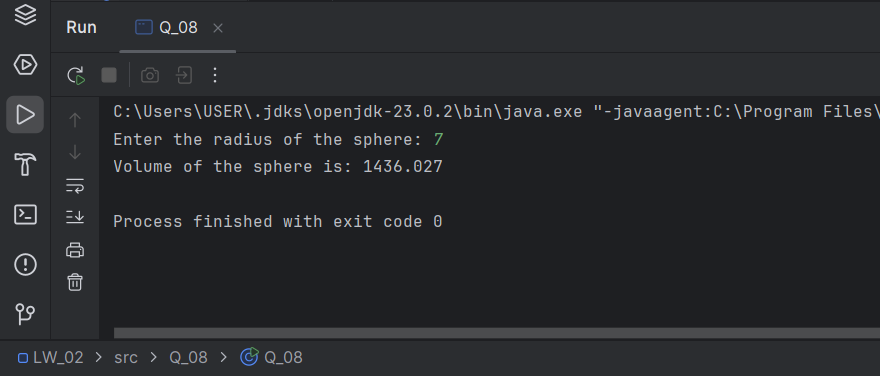 Run Q_08
C:\Users\USER\.jdks\openjdk-23.0.2\bin\java.exe "-javaagent:C:\Program Files\
Enter the radius of the sphere: 7
Volume of the sphere is: 1436.027
Process finished with exit code 0
LW_02 > src > Q_08 > Q_08